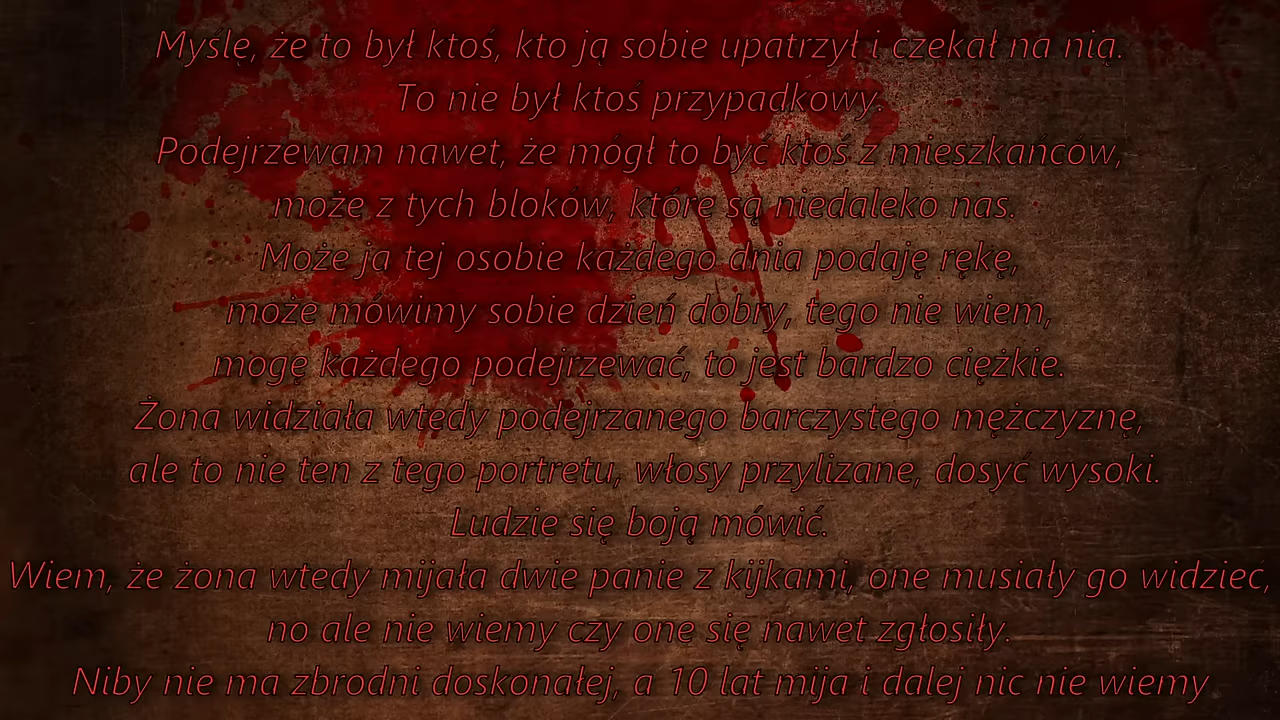 Myślę, że to był ktoś, kto ją sobie upatrzył i czekał na nią.
To nie był ktoś przypadkowy.
Podejrzewam nawet, że mógł to być ktoś z mieszkańców,
może z tych bloków, które są niedaleko nas.
Może ja tej osobie każdego dnia podaję rękę,
może mówimy sobie dzień dobry, tego nie wiem,
mogę każdego podejrzewać, to jest bardzo ciężkie.
Żona widziała wtedy podejrzanego barczystego mężczyznę,
ale to nie ten z tego portretu, włosy przylizane, dosyć wysoki.
Ludzie się boją mówić.
Wiem, że żona wtedy mijała dwie panie z kijkami, one musiały go widziec,
no ale nie wiemy czy one się nawet zgłosiły.
Niby nie ma zbrodni doskonałej, a 10 lat mija i dalej nic nie wiemy